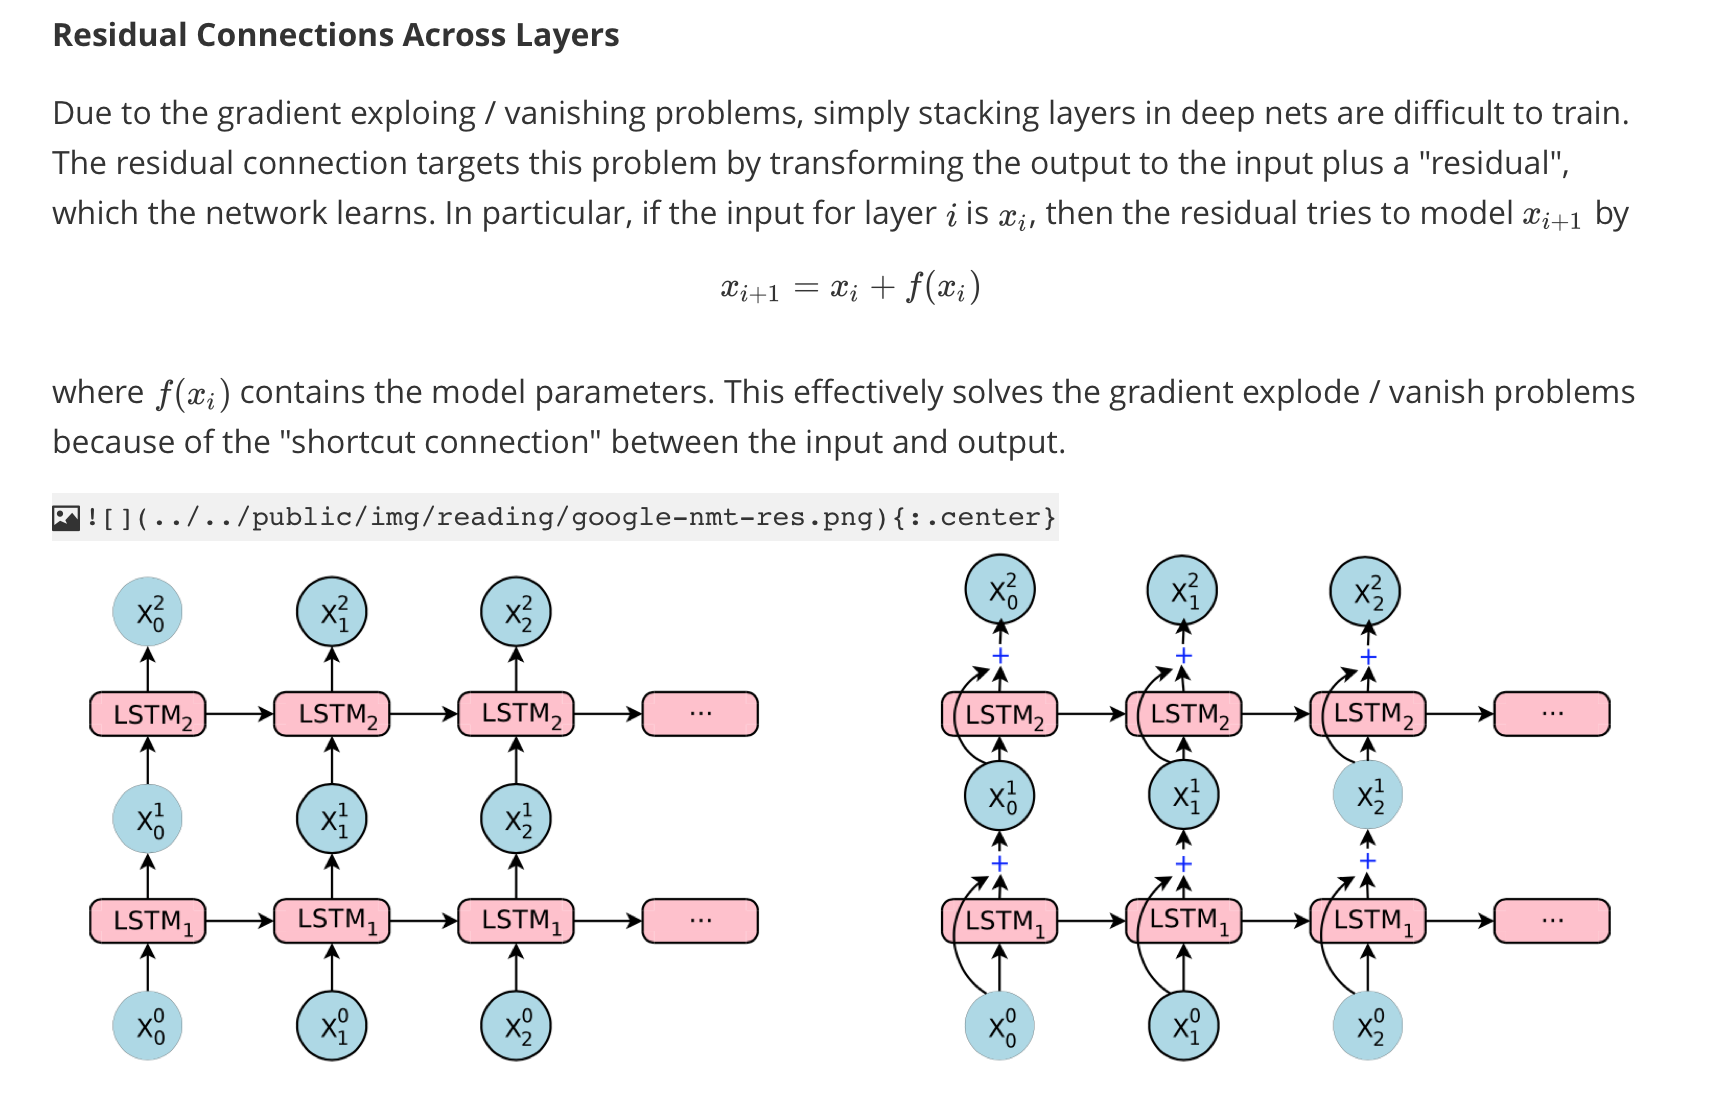 Residual Connections Across Layers
Due to the gradient exploing / vanishing problems, simply stacking layers in deep nets are difficult to train.
The residual connection targets this problem by transforming the output to the input plus a "residual",
which the network learns. In particular, if the input for layer i is x_i, then the residual tries to model x_{i+1} by
x_{i+1} = x_i + f(x_i)
where f(x_i) contains the model parameters. This effectively solves the gradient explode / vanish problems
because of the "shortcut connection" between the input and output.
![](../../public/img/reading/google-nmt-res.png){:.center}
X_0^2 X_1^2 X_2^2 X_0^2 X_1^2 X_2^2
+ + +
LSTM_2 LSTM_2 LSTM_2 ... LSTM_2 LSTM_2 LSTM_2 ...
X_0^1 X_1^1 X_2^1 X_0^1 X_1^1 X_2^1
+ + +
LSTM_1 LSTM_1 LSTM_1 ... LSTM_1 LSTM_1 LSTM_1 ...
X_0^0 X_1^0 X_2^0 X_0^0 X_1^0 X_2^0